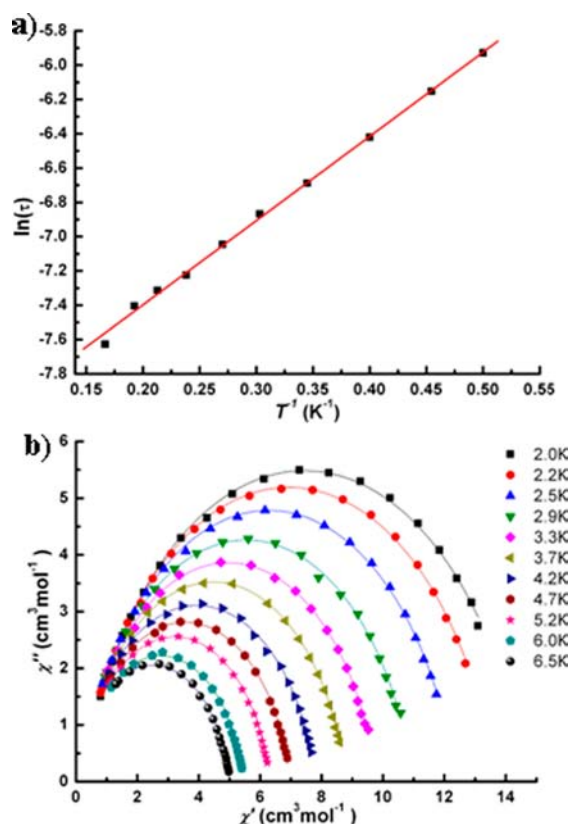 a)
-5.8
-6.0
-6.2
-6.4
-6.6
-6.8
-7.0
-7.2
-7.4
-7.6
-7.8
ln(τ)
0.15 0.20 0.25 0.30 0.35 0.40 0.45 0.50 0.55
T⁻¹ (K⁻¹)
b)
6
5
4
3
2
1
0
χ'' (cm³mol⁻¹)
2.0K
2.2K
2.5K
2.9K
3.3K
3.7K
4.2K
4.7K
5.2K
6.0K
6.5K
0 2 4 6 8 10 12 14
χ' (cm³mol⁻¹)